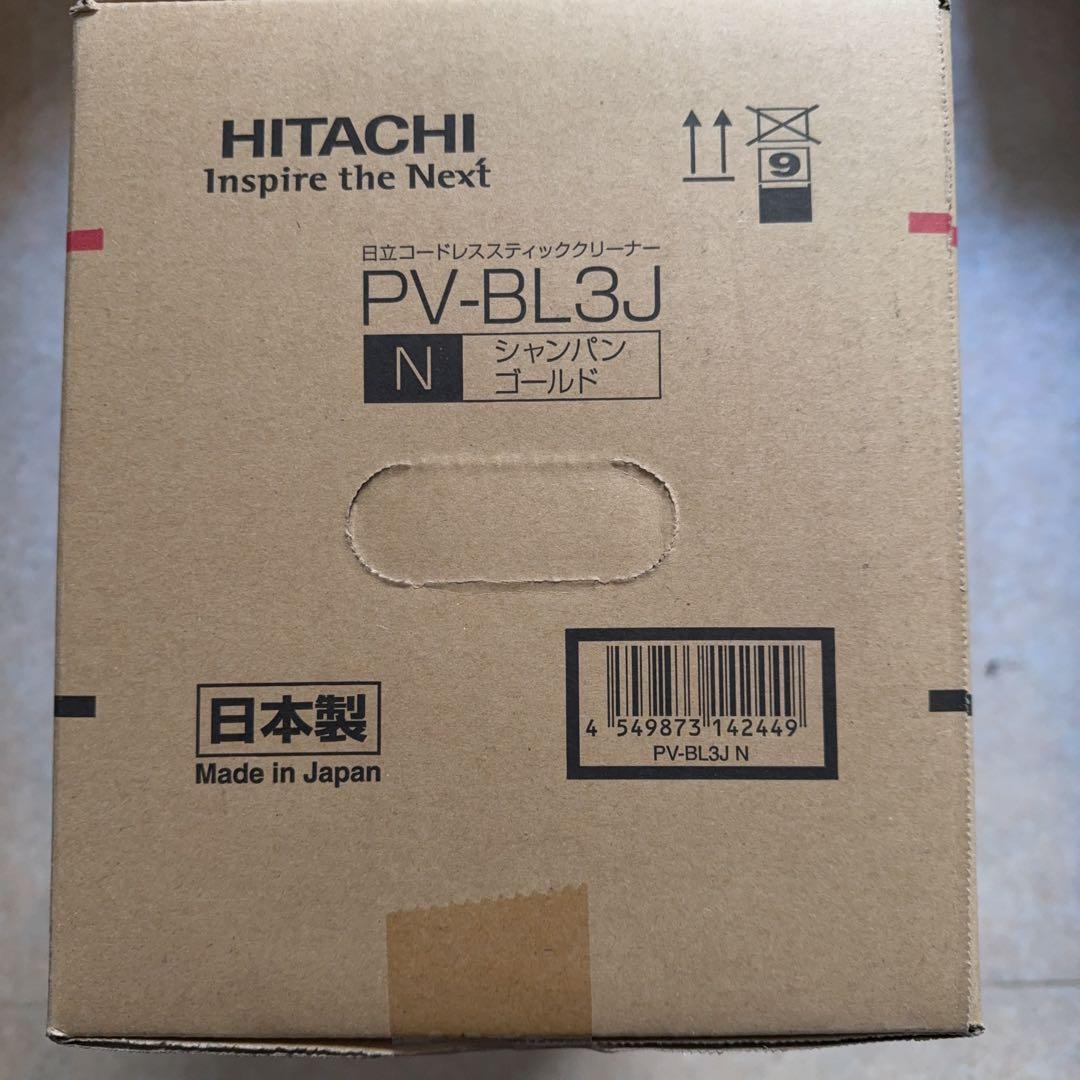 HITACHI
Inspire the Next
9
日立コードレススティッククリーナー
PV-BL3J
N シャンパン
ゴールド
日本製
Made in Japan
4 549873 142449
PV-BL3J N